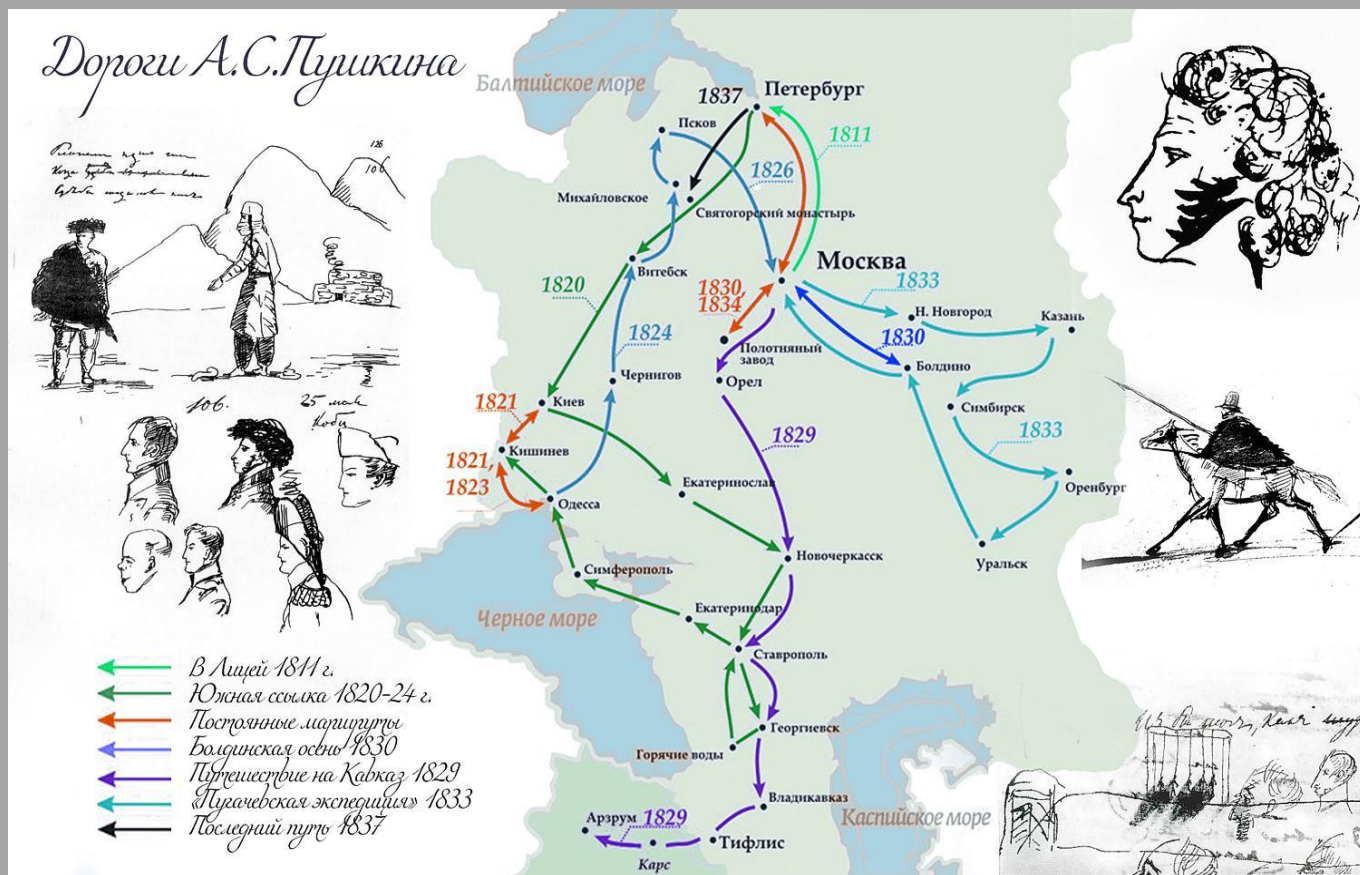 Дороги А.С.Пушкина
Балтийское море
1837
Петербург
Псков
1811
1826
Михайловское
Святогорский монастырь
Москва
Витебск
1820
1830,
1834
1833
Н. Новгород
Казань
1824
Полотняный
завод
1830
Болдино
Чернигов
Орел
Киев
1821
Симбирск
1829
1833
Кишинев
1821,
1823
Екатеринослав
Оренбург
Одесса
Новочеркасск
Уральск
Симферополь
Черное море
Екатеринодар
Ставрополь
Георгиевск
Горячие воды
Владикавказ
Арзрум
1829
Тифлис
Карс
Каспийское море
В Лицей 1811 г.
Южная ссылка 1820-24 г.
Постоянные маршруты
Болдинская осень 1830
Путешествие на Кавказ 1829
«Пугачевская экспедиция» 1833
Последний путь 1837
126
106
106.
25 мая